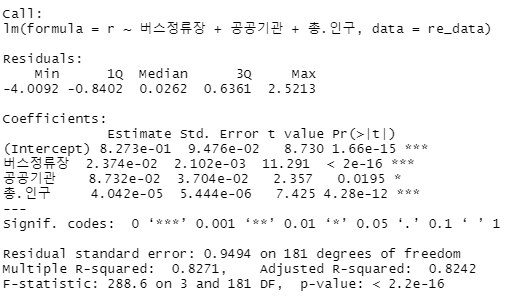 Call:
lm(formula = r ~ 버스정류장 + 공공기관 + 총.인구, data = re_data)
Residuals:
Min 1Q Median 3Q Max
-4.0092 -0.8402 0.0262 0.6361 2.5213
Coefficients:
Estimate Std. Error t value Pr(>|t|)
(Intercept) 8.273e-01 9.476e-02 8.730 1.66e-15 ***
버스정류장 2.374e-02 2.102e-03 11.291 < 2e-16 ***
공공기관 8.732e-02 3.704e-02 2.357 0.0195 *
총.인구 4.042e-05 5.444e-06 7.425 4.28e-12 ***
---
Signif. codes: 0 ‘***’ 0.001 ‘**’ 0.01 ‘*’ 0.05 ‘.’ 0.1 ‘ ’ 1
Residual standard error: 0.9494 on 181 degrees of freedom
Multiple R-squared: 0.8271, Adjusted R-squared: 0.8242
F-statistic: 288.6 on 3 and 181 DF, p-value: < 2.2e-16